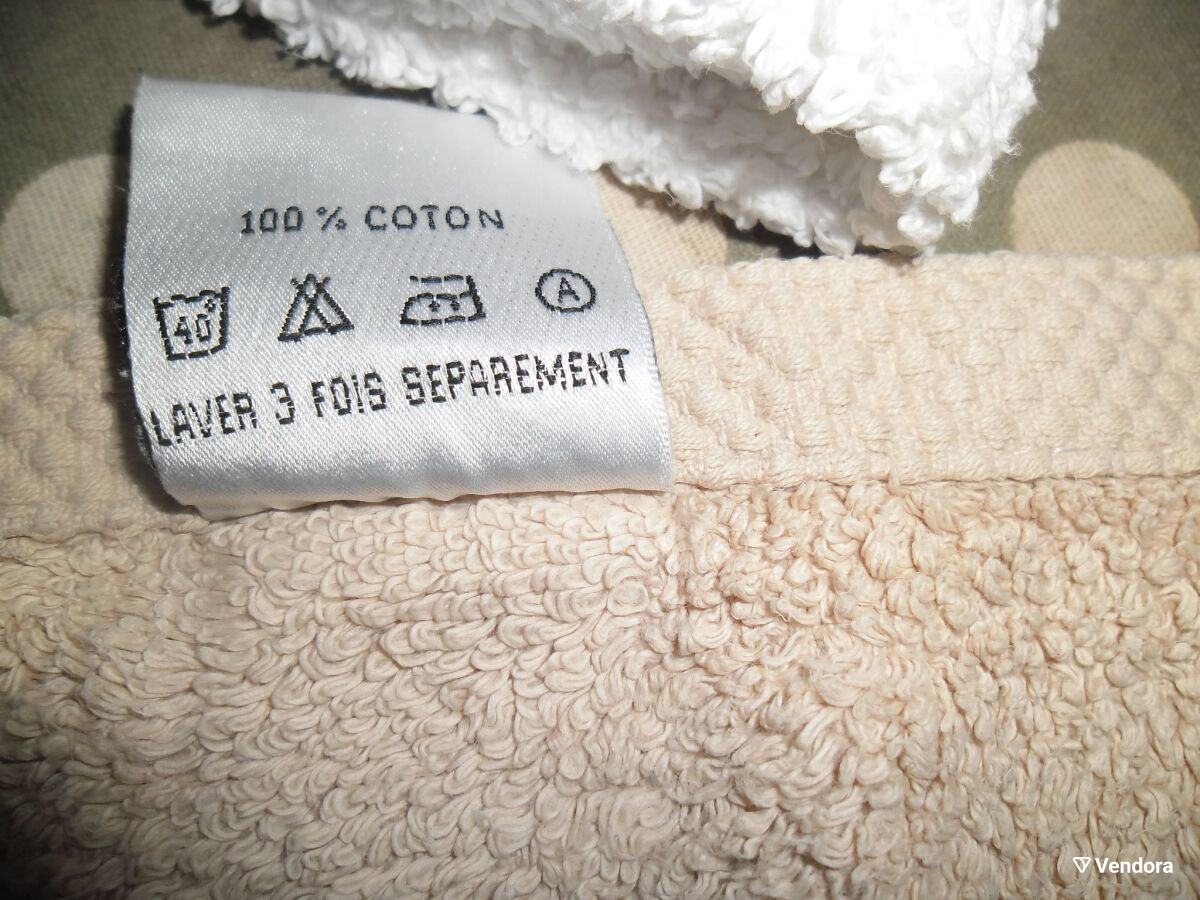 100 % COTON
40° A
LAVER 3 FOIS SEPAREMENT
Vendora